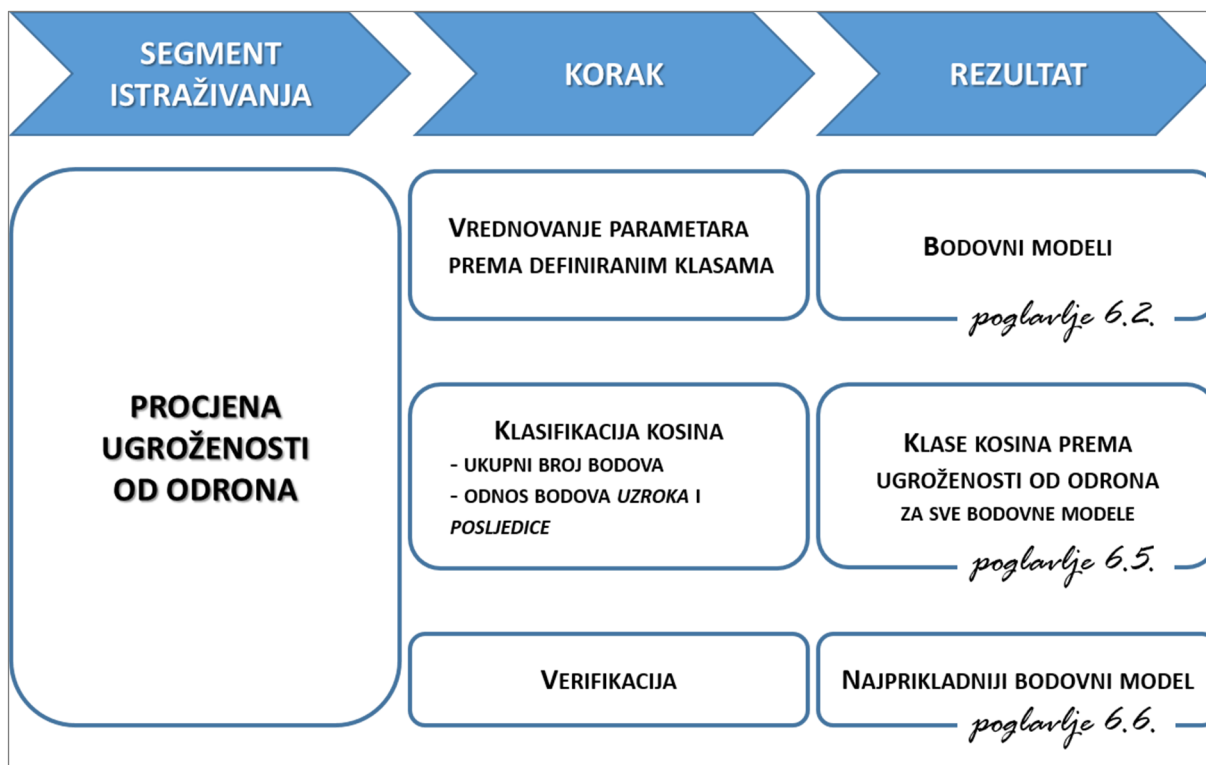 SEGMENT
ISTRAŽIVANJA
KORAK
REZULTAT
PROCJENA
UGROŽENOSTI
OD ODRONA
VREDNOVANJE PARAMETARA
PREMA DEFINIRANIM KLASAMA
BODOVNI MODELI
poglavlje 6.2.
KLASIFIKACIJA KOSINA
- UKUPNI BROJ BODOVA
- ODNOS BODOVA UZROKA I
POSLJEDICE
KLASE KOSINA PREMA
UGROŽENOSTI OD ODRONA
ZA SVE BODOVNE MODELE
poglavlje 6.5.
VERIFIKACIJA
NAJPRIKLADNIJI BODOVNI MODEL
poglavlje 6.6.